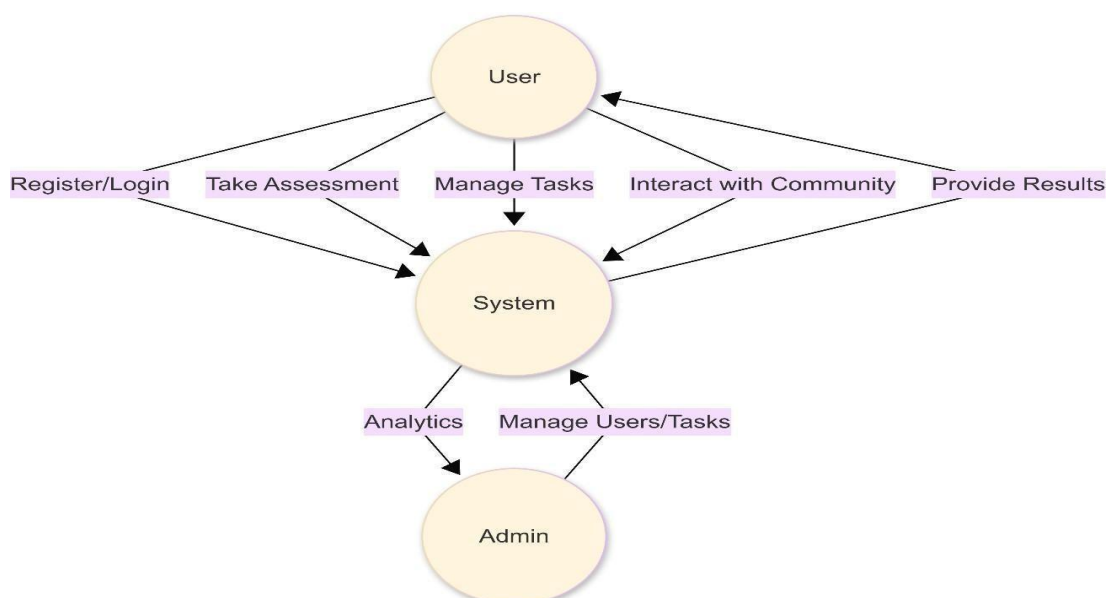 User
Register/Login
Take Assessment
Manage Tasks
Interact with Community
Provide Results
System
Analytics
Manage Users/Tasks
Admin